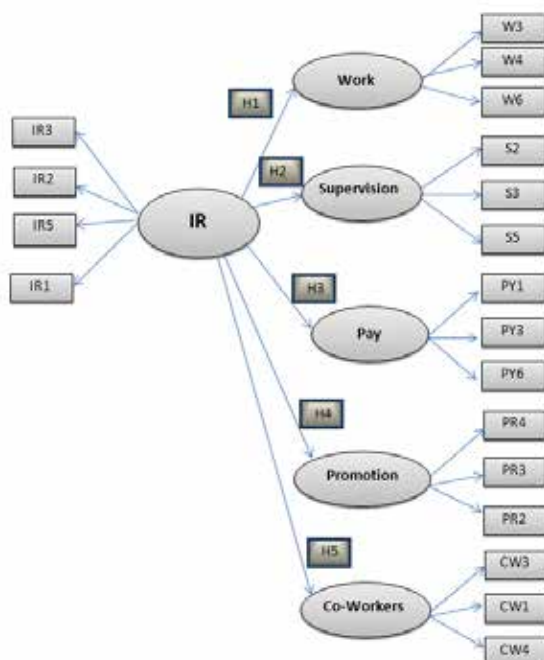 W3
W4
W6
Work
H1
IR3
IR2
IR5
IR1
IR
H2
Supervision
S2
S3
S5
H3
Pay
PY1
PY3
PY6
H4
Promotion
PR4
PR3
PR2
H5
Co-Workers
CW3
CW1
CW4